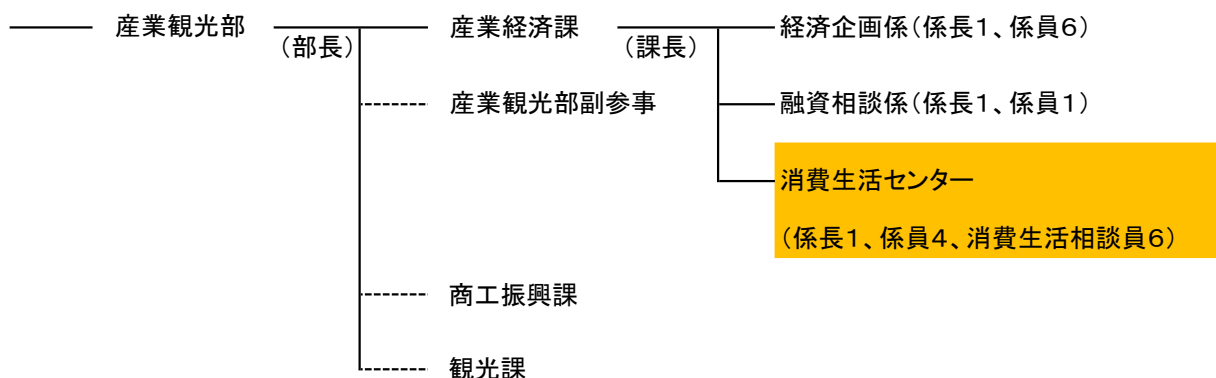 産業観光部
(部長)
産業経済課
(課長)
経済企画係(係長1、係員6)
産業観光部副参事
融資相談係(係長1、係員1)
消費生活センター
(係長1、係員4、消費生活相談員6)
商工振興課
観光課